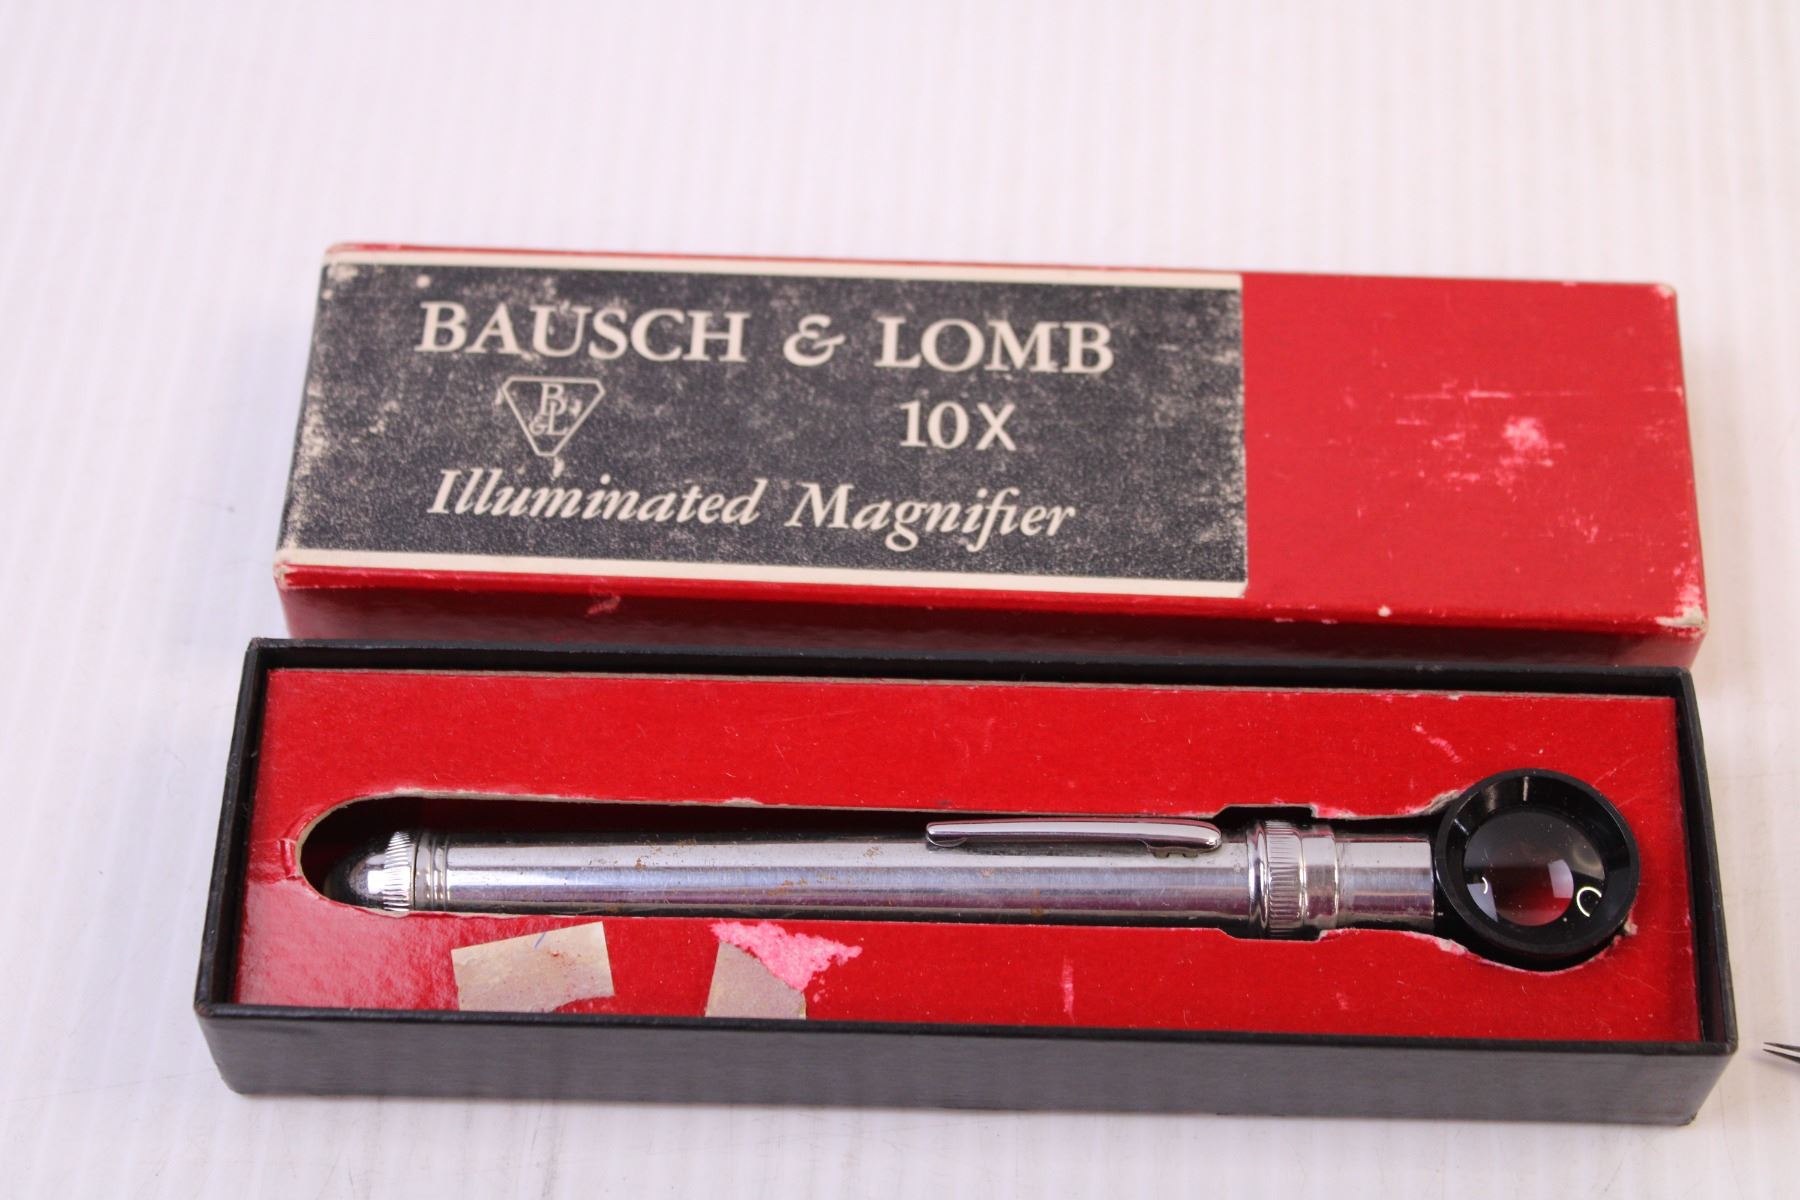 BAUSCH & LOMB
B&L
10X
Illuminated Magnifier